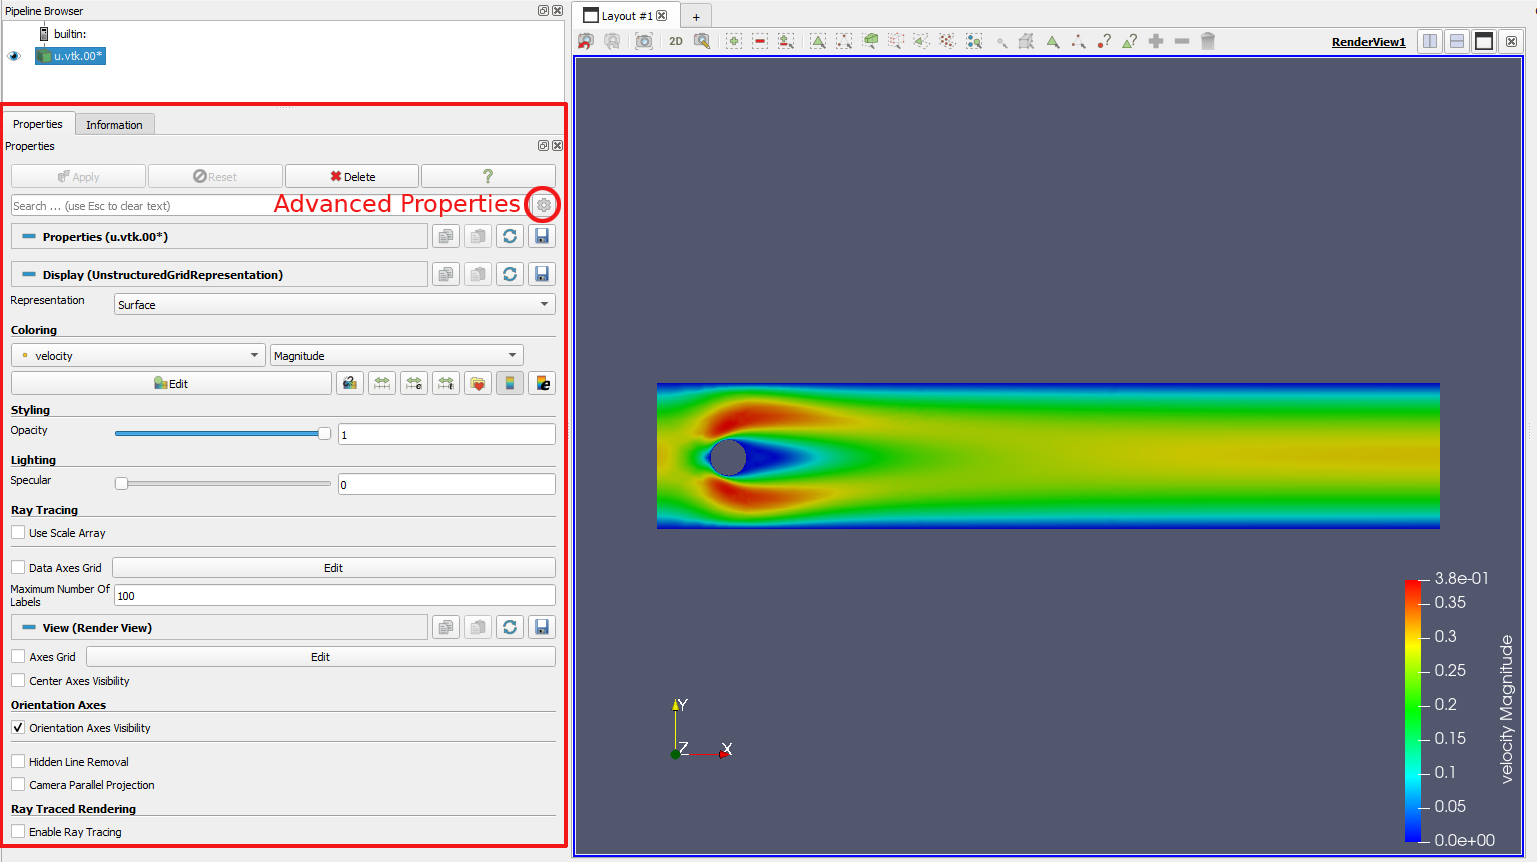 Pipeline Browser
builtin:
u.vtk.00*
Properties
Information
Properties
Apply
Reset
Delete
?
Search ... (use Esc to clear text)
Advanced Properties
Properties (u.vtk.00*)
Display (UnstructuredGridRepresentation)
Representation
Surface
Coloring
velocity
Magnitude
Edit
Styling
Opacity
1
Lighting
Specular
0
Ray Tracing
Use Scale Array
Data Axes Grid
Edit
Maximum Number Of
Labels
100
View (Render View)
Axes Grid
Edit
Center Axes Visibility
Orientation Axes
Orientation Axes Visibility
Hidden Line Removal
Camera Parallel Projection
Ray Traced Rendering
Enable Ray Tracing
Layout #1
+
2D
RenderView1
Y
Z
X
3.8e-01
0.35
0.3
0.25
0.2
0.15
0.1
0.05
0.0e+00
velocity Magnitude